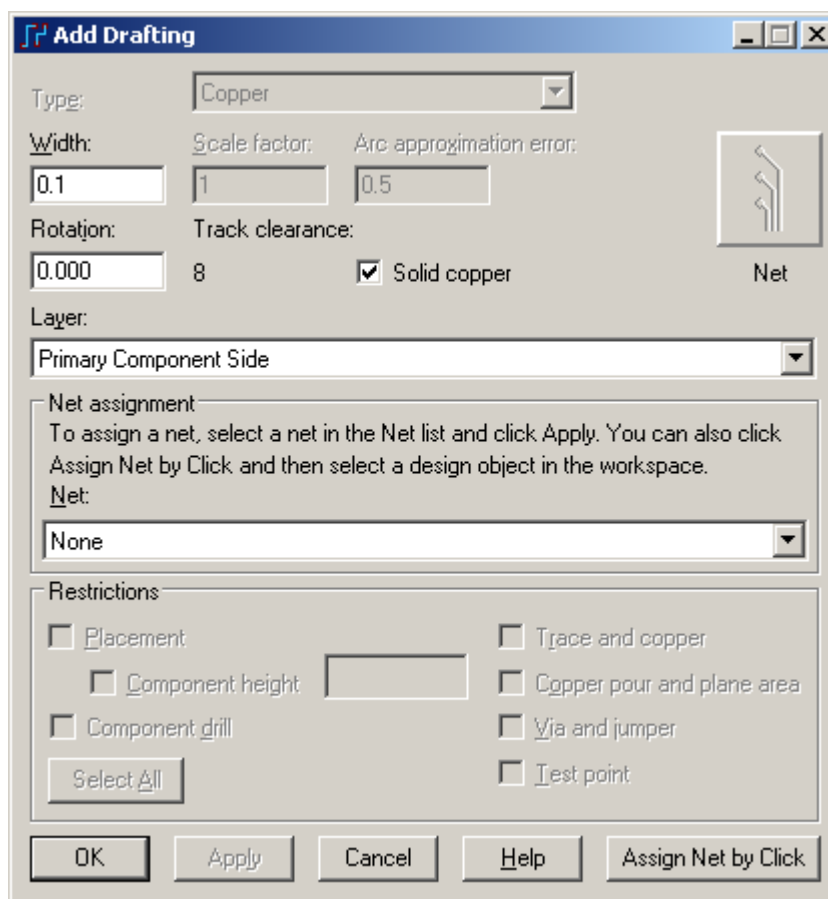 Add Drafting
Type: Copper
Width: Scale factor: Arc approximation error:
0.1 1 0.5
Rotation: Track clearance:
0.000 8 Solid copper Net
Layer:
Primary Component Side
Net assignment
To assign a net, select a net in the Net list and click Apply. You can also click
Assign Net by Click and then select a design object in the workspace.
Net:
None
Restrictions
Placement Trace and copper
Component height Copper pour and plane area
Component drill Via and jumper
Select All Test point
OK Apply Cancel Help Assign Net by Click